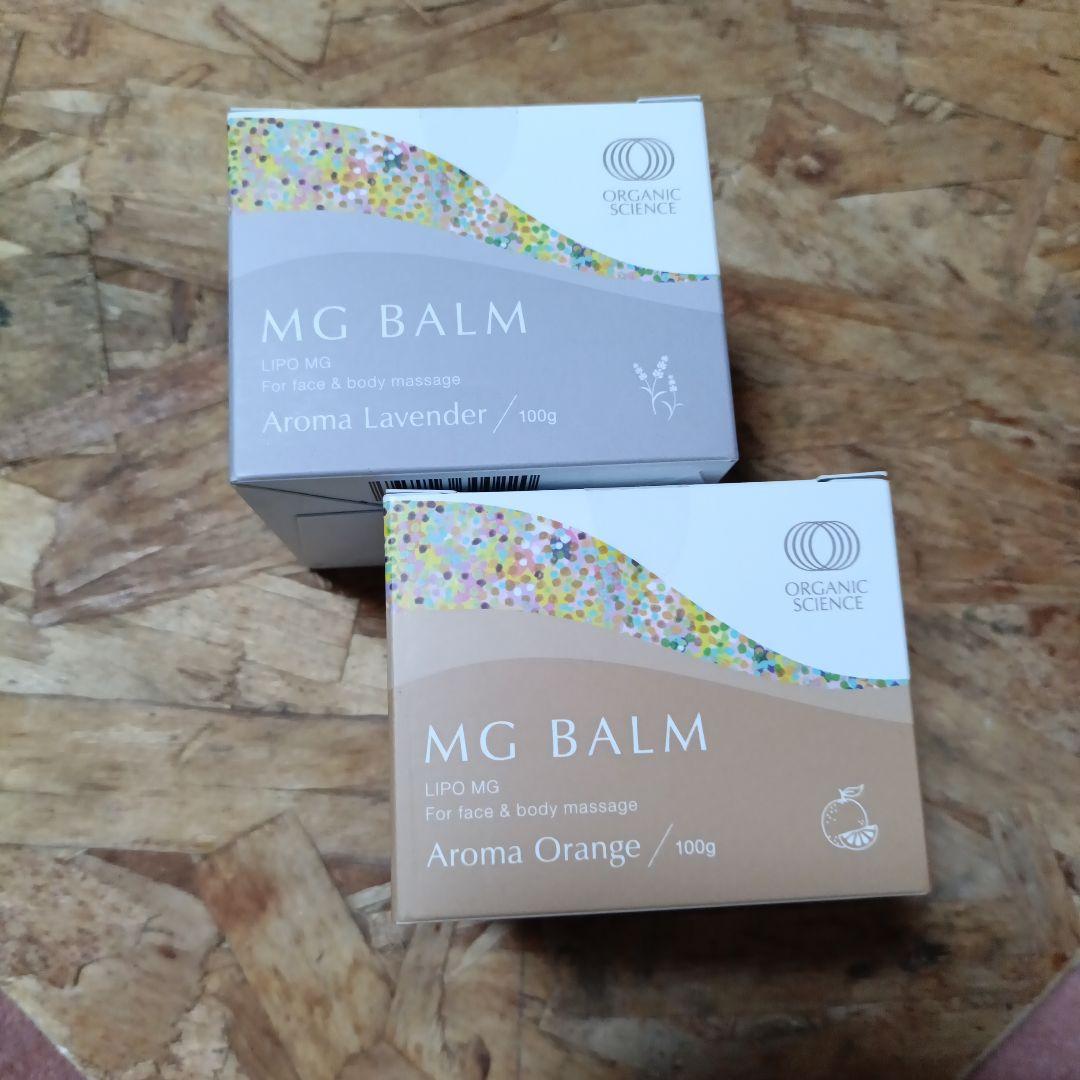 ORGANIC
SCIENCE
MG BALM
LIPO MG
For face & body massage
Aroma Lavender / 100g
ORGANIC
SCIENCE
MG BALM
LIPO MG
For face & body massage
Aroma Orange / 100g